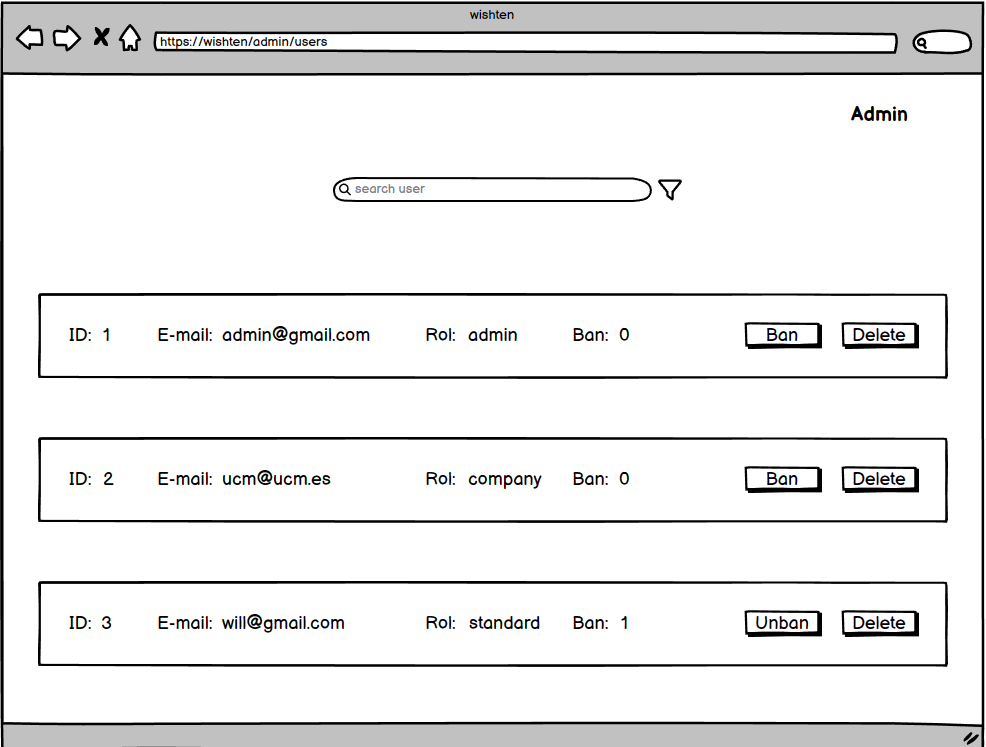 wishten
https://wishten/admin/users
Admin
search user
ID: 1 E-mail: admin@gmail.com Rol: admin Ban: 0 Ban Delete
ID: 2 E-mail: ucm@ucm.es Rol: company Ban: 0 Ban Delete
ID: 3 E-mail: will@gmail.com Rol: standard Ban: 1 Unban Delete